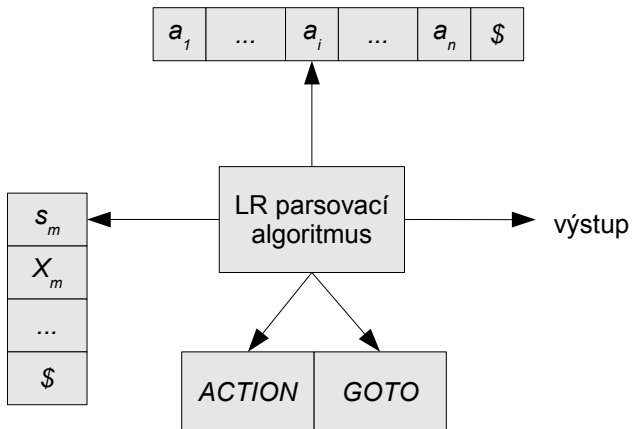 a1 ... ai ... an $
LR parsovací
algoritmus
sm
Xm
...
$
výstup
ACTION GOTO